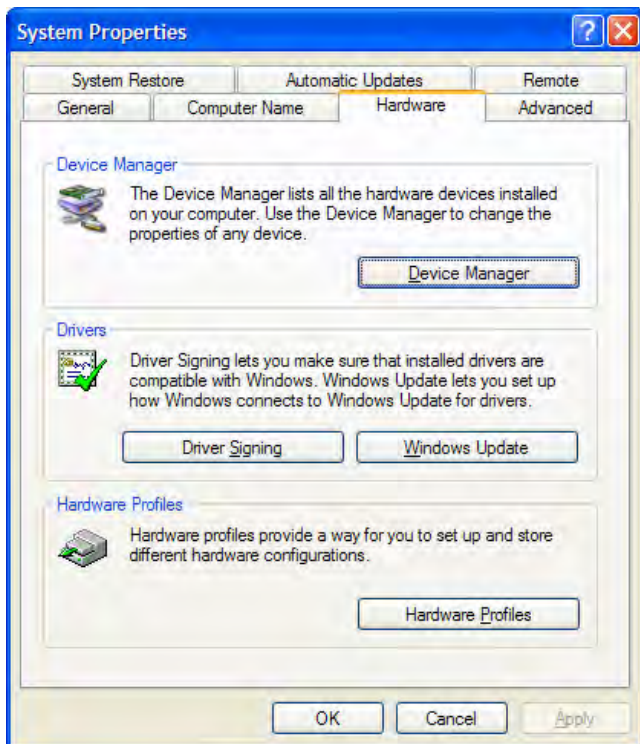 System Properties
System Restore
Automatic Updates
Remote
General
Computer Name
Hardware
Advanced
Device Manager
The Device Manager lists all the hardware devices installed
on your computer. Use the Device Manager to change the
properties of any device.
Device Manager
Drivers
Driver Signing lets you make sure that installed drivers are
compatible with Windows. Windows Update lets you set up
how Windows connects to Windows Update for drivers.
Driver Signing
Windows Update
Hardware Profiles
Hardware profiles provide a way for you to set up and store
different hardware configurations.
Hardware Profiles
OK
Cancel
Apply